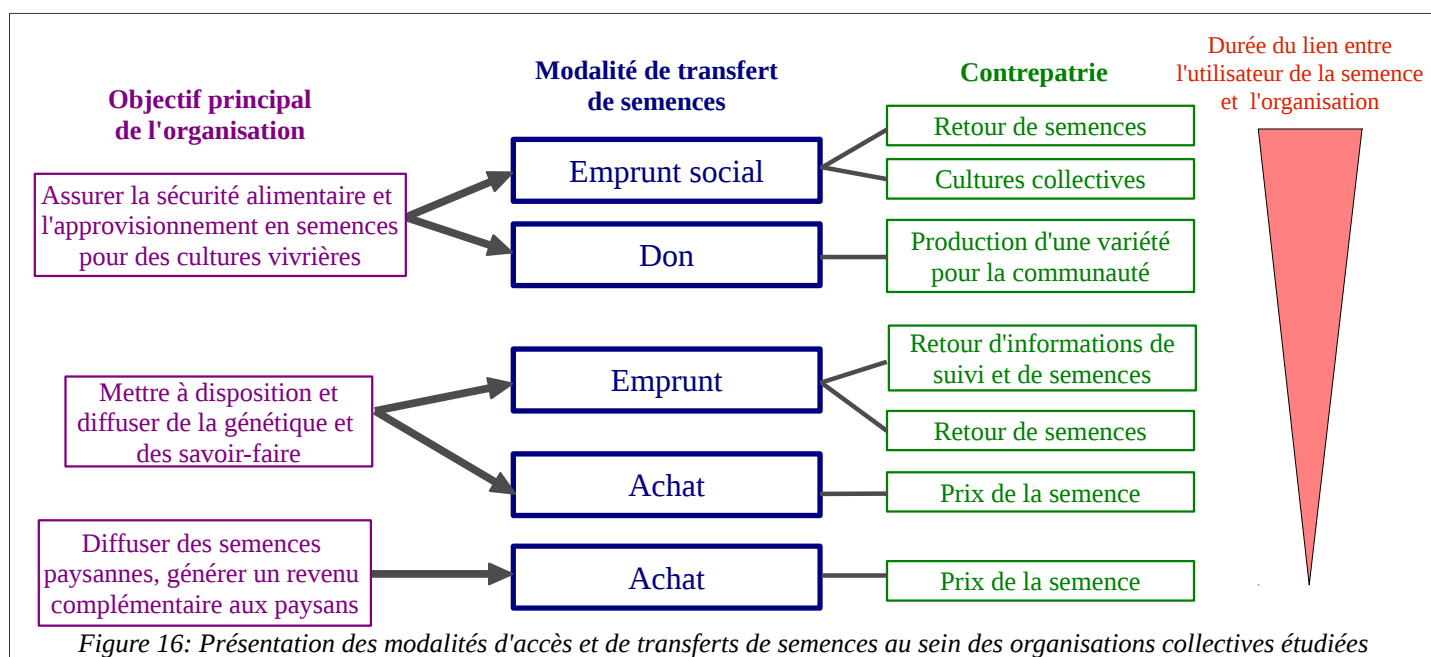 Objectif principal
de l'organisation
Modalité de transfert
de semences
Contrepatrie
Durée du lien entre
l'utilisateur de la semence
et l'organisation
Assurer la sécurité alimentaire et
l'approvisionnement en semences
pour des cultures vivrières
Emprunt social
Retour de semences
Cultures collectives
Don
Production d'une variété
pour la communauté
Mettre à disposition et
diffuser de la génétique et
des savoir-faire
Emprunt
Retour d'informations de
suivi et de semences
Retour de semences
Achat
Prix de la semence
Diffuser des semences
paysannes, générer un revenu
complémentaire aux paysans
Achat
Prix de la semence
Figure 16: Présentation des modalités d'accès et de transferts de semences au sein des organisations collectives étudiées